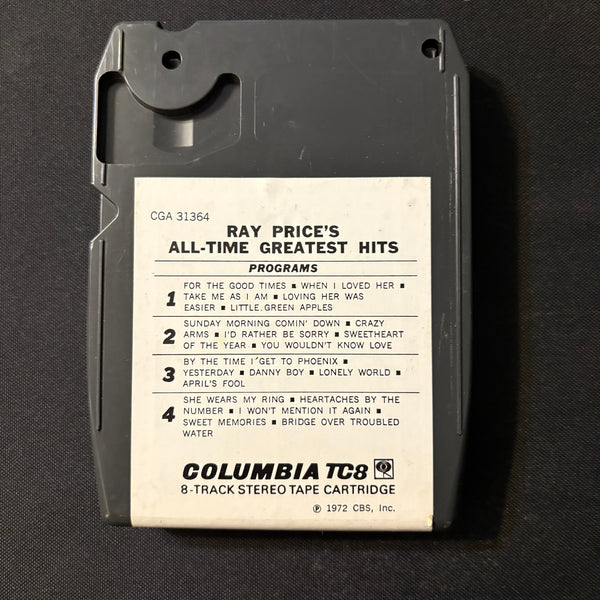 CGA 31364
RAY PRICE'S
ALL-TIME GREATEST HITS
PROGRAMS
1 FOR THE GOOD TIMES ■ WHEN I LOVED HER ■
TAKE ME AS I AM ■ LOVING HER WAS
EASIER ■ LITTLE GREEN APPLES
2 SUNDAY MORNING COMIN' DOWN ■ CRAZY
ARMS ■ I'D RATHER BE SORRY ■ SWEETHEART
OF THE YEAR ■ YOU WOULDN'T KNOW LOVE
3 BY THE TIME I GET TO PHOENIX ■
YESTERDAY ■ DANNY BOY ■ LONELY WORLD ■
APRIL'S FOOL
4 SHE WEARS MY RING ■ HEARTACHES BY THE
NUMBER ■ I WON'T MENTION IT AGAIN ■
SWEET MEMORIES ■ BRIDGE OVER TROUBLED
WATER
COLUMBIA TC8
8-TRACK STEREO TAPE CARTRIDGE
℗ 1972 CBS, Inc.